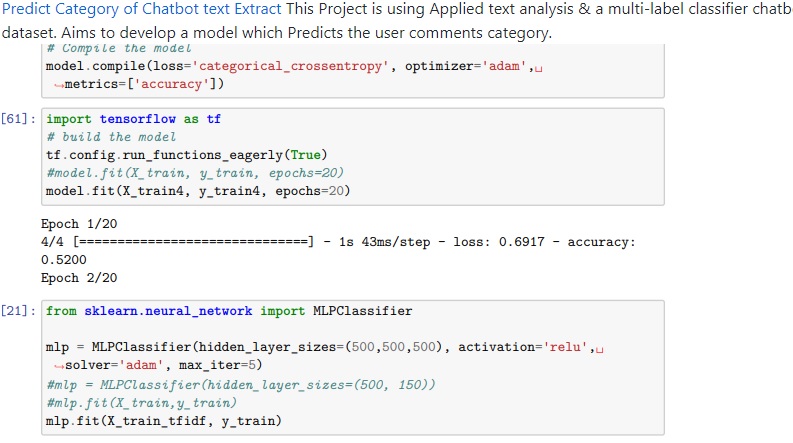 Predict Category of Chatbot text Extract This Project is using Applied text analysis & a multi-label classifier chatb
dataset. Aims to develop a model which Predicts the user comments category.
# Compile the model
model.compile(loss='categorical_crossentropy', optimizer='adam',␣
↪metrics=['accuracy'])
[61]: import tensorflow as tf
# build the model
tf.config.run_functions_eagerly(True)
#model.fit(X_train, y_train, epochs=20)
model.fit(X_train4, y_train4, epochs=20)
Epoch 1/20
4/4 [==============================] - 1s 43ms/step - loss: 0.6917 - accuracy:
0.5200
Epoch 2/20
[21]: from sklearn.neural_network import MLPClassifier
mlp = MLPClassifier(hidden_layer_sizes=(500,500,500), activation='relu',␣
↪solver='adam', max_iter=5)
#mlp = MLPClassifier(hidden_layer_sizes=(500, 150))
#mlp.fit(X_train,y_train)
mlp.fit(X_train_tfidf, y_train)